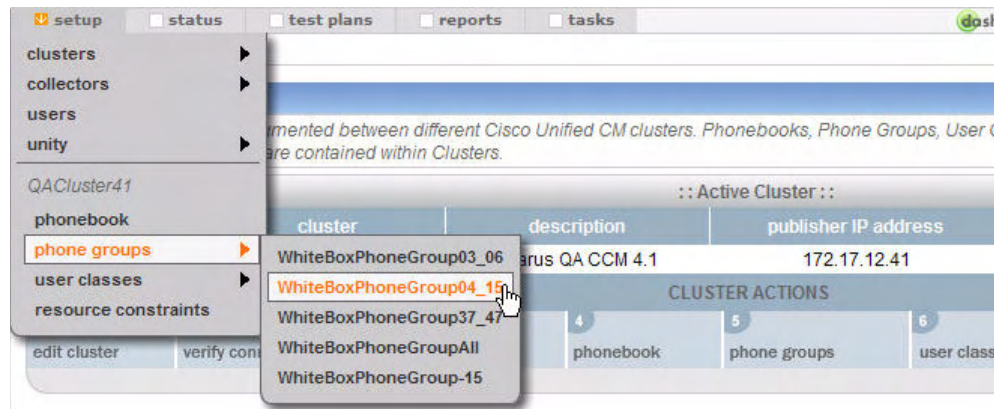 setup status test plans reports tasks dash
clusters
collectors
users
unity
QACluster41
phonebook
phone groups
user classes
resource constraints
WhiteBoxPhoneGroup03_06
WhiteBoxPhoneGroup04_15
WhiteBoxPhoneGroup37_47
WhiteBoxPhoneGroupAll
WhiteBoxPhoneGroup-15
mented between different Cisco Unified CM clusters. Phonebooks, Phone Groups, User
are contained within Clusters.
:: Active Cluster ::
cluster description publisher IP address
arus QA CCM 4.1 172.17.12.41
CLUSTER ACTIONS
4 5 6
edit cluster verify conn phonebook phone groups user class